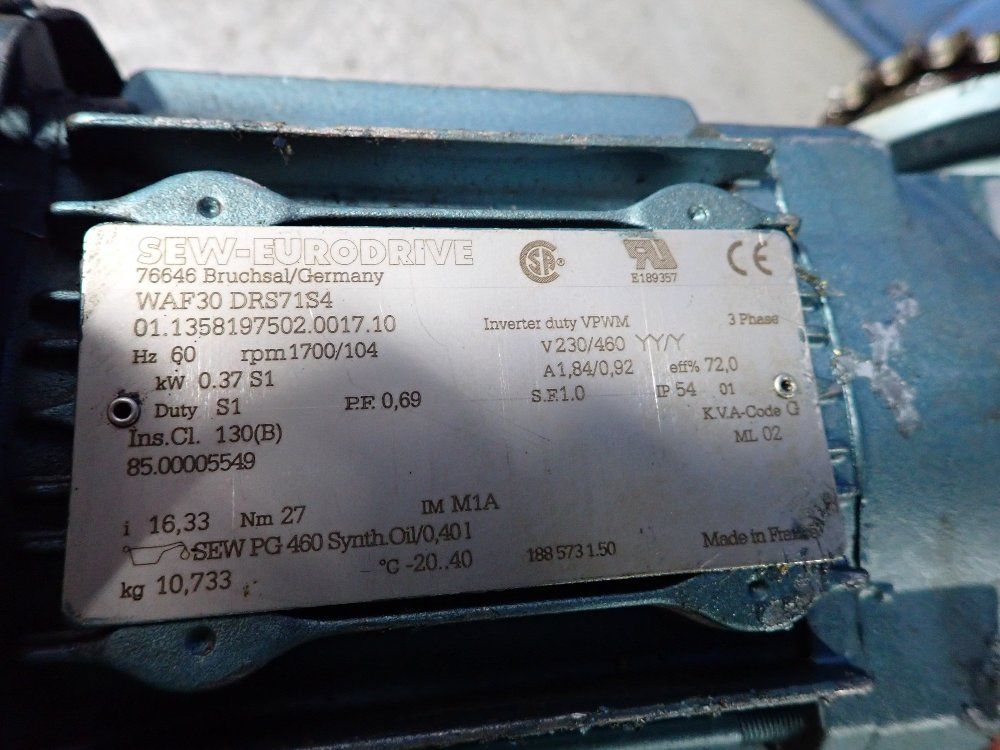 SEW-EURODRIVE
76646 Bruchsal/Germany
CSA ®
E189357
CE
WAF30 DRS71S4
01.1358197502.0017.10
Inverter duty VPWM
3 Phase
Hz 60 rpm 1700/104
V 230/460 YY/Y
kW 0.37 S1
A 1,84/0,92 eff% 72,0
Duty S1 P.F. 0,69
S.F. 1.0 IP 54 01
K.V.A-Code G
Ins.Cl. 130(B)
ML 02
85.00005549
i 16,33 Nm 27 IM M1A
SEW PG 460 Synth.Oil/0,40 l
kg 10,733 °C -20..40 188 573 1.50
Made in